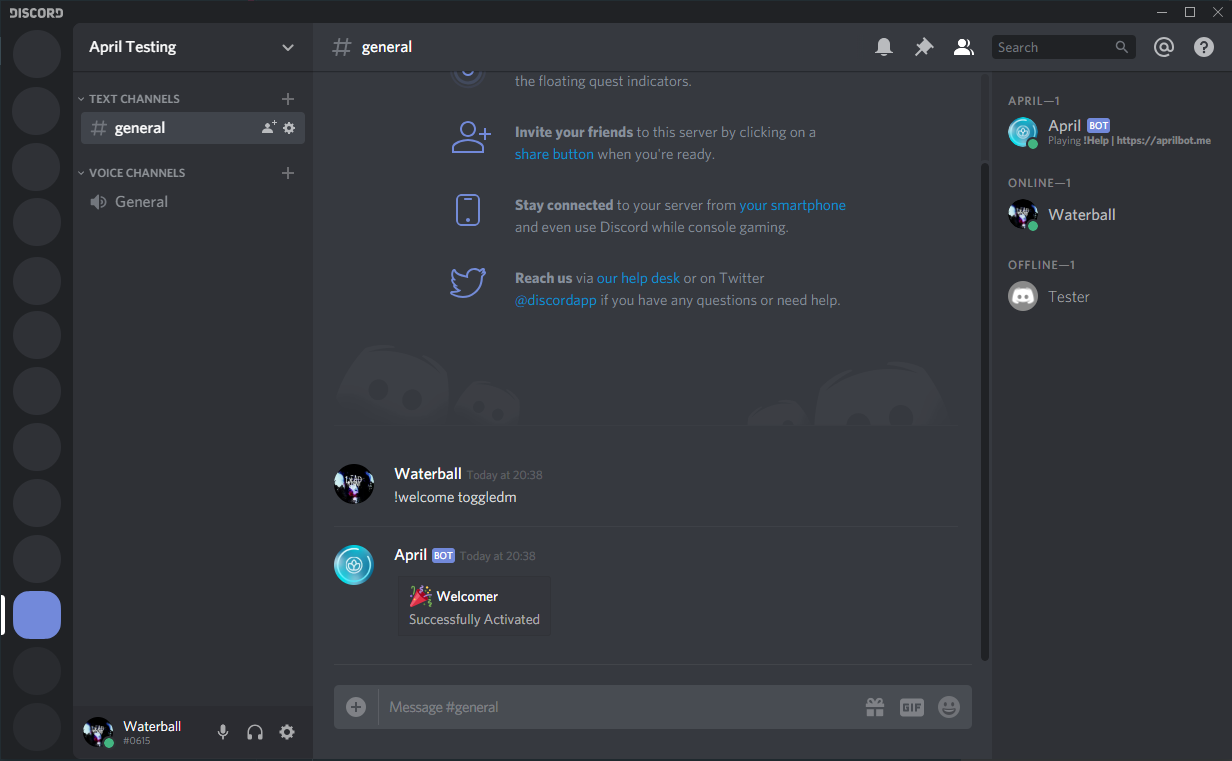 DISCORD
April Testing
general
Search
TEXT CHANNELS
general
VOICE CHANNELS
General
the floating quest indicators.
Invite your friends to this server by clicking on a
share button when you're ready.
Stay connected to your server from your smartphone
and even use Discord while console gaming.
Reach us via our help desk or on Twitter
@discordapp if you have any questions or need help.
Waterball Today at 20:38
!welcome toggledm
April BOT Today at 20:38
Welcomer
Successfully Activated
Message #general
GIF
Waterball
#0615
APRIL—1
April BOT
Playing !Help | https://aprilbot.me
ONLINE—1
Waterball
OFFLINE—1
Tester